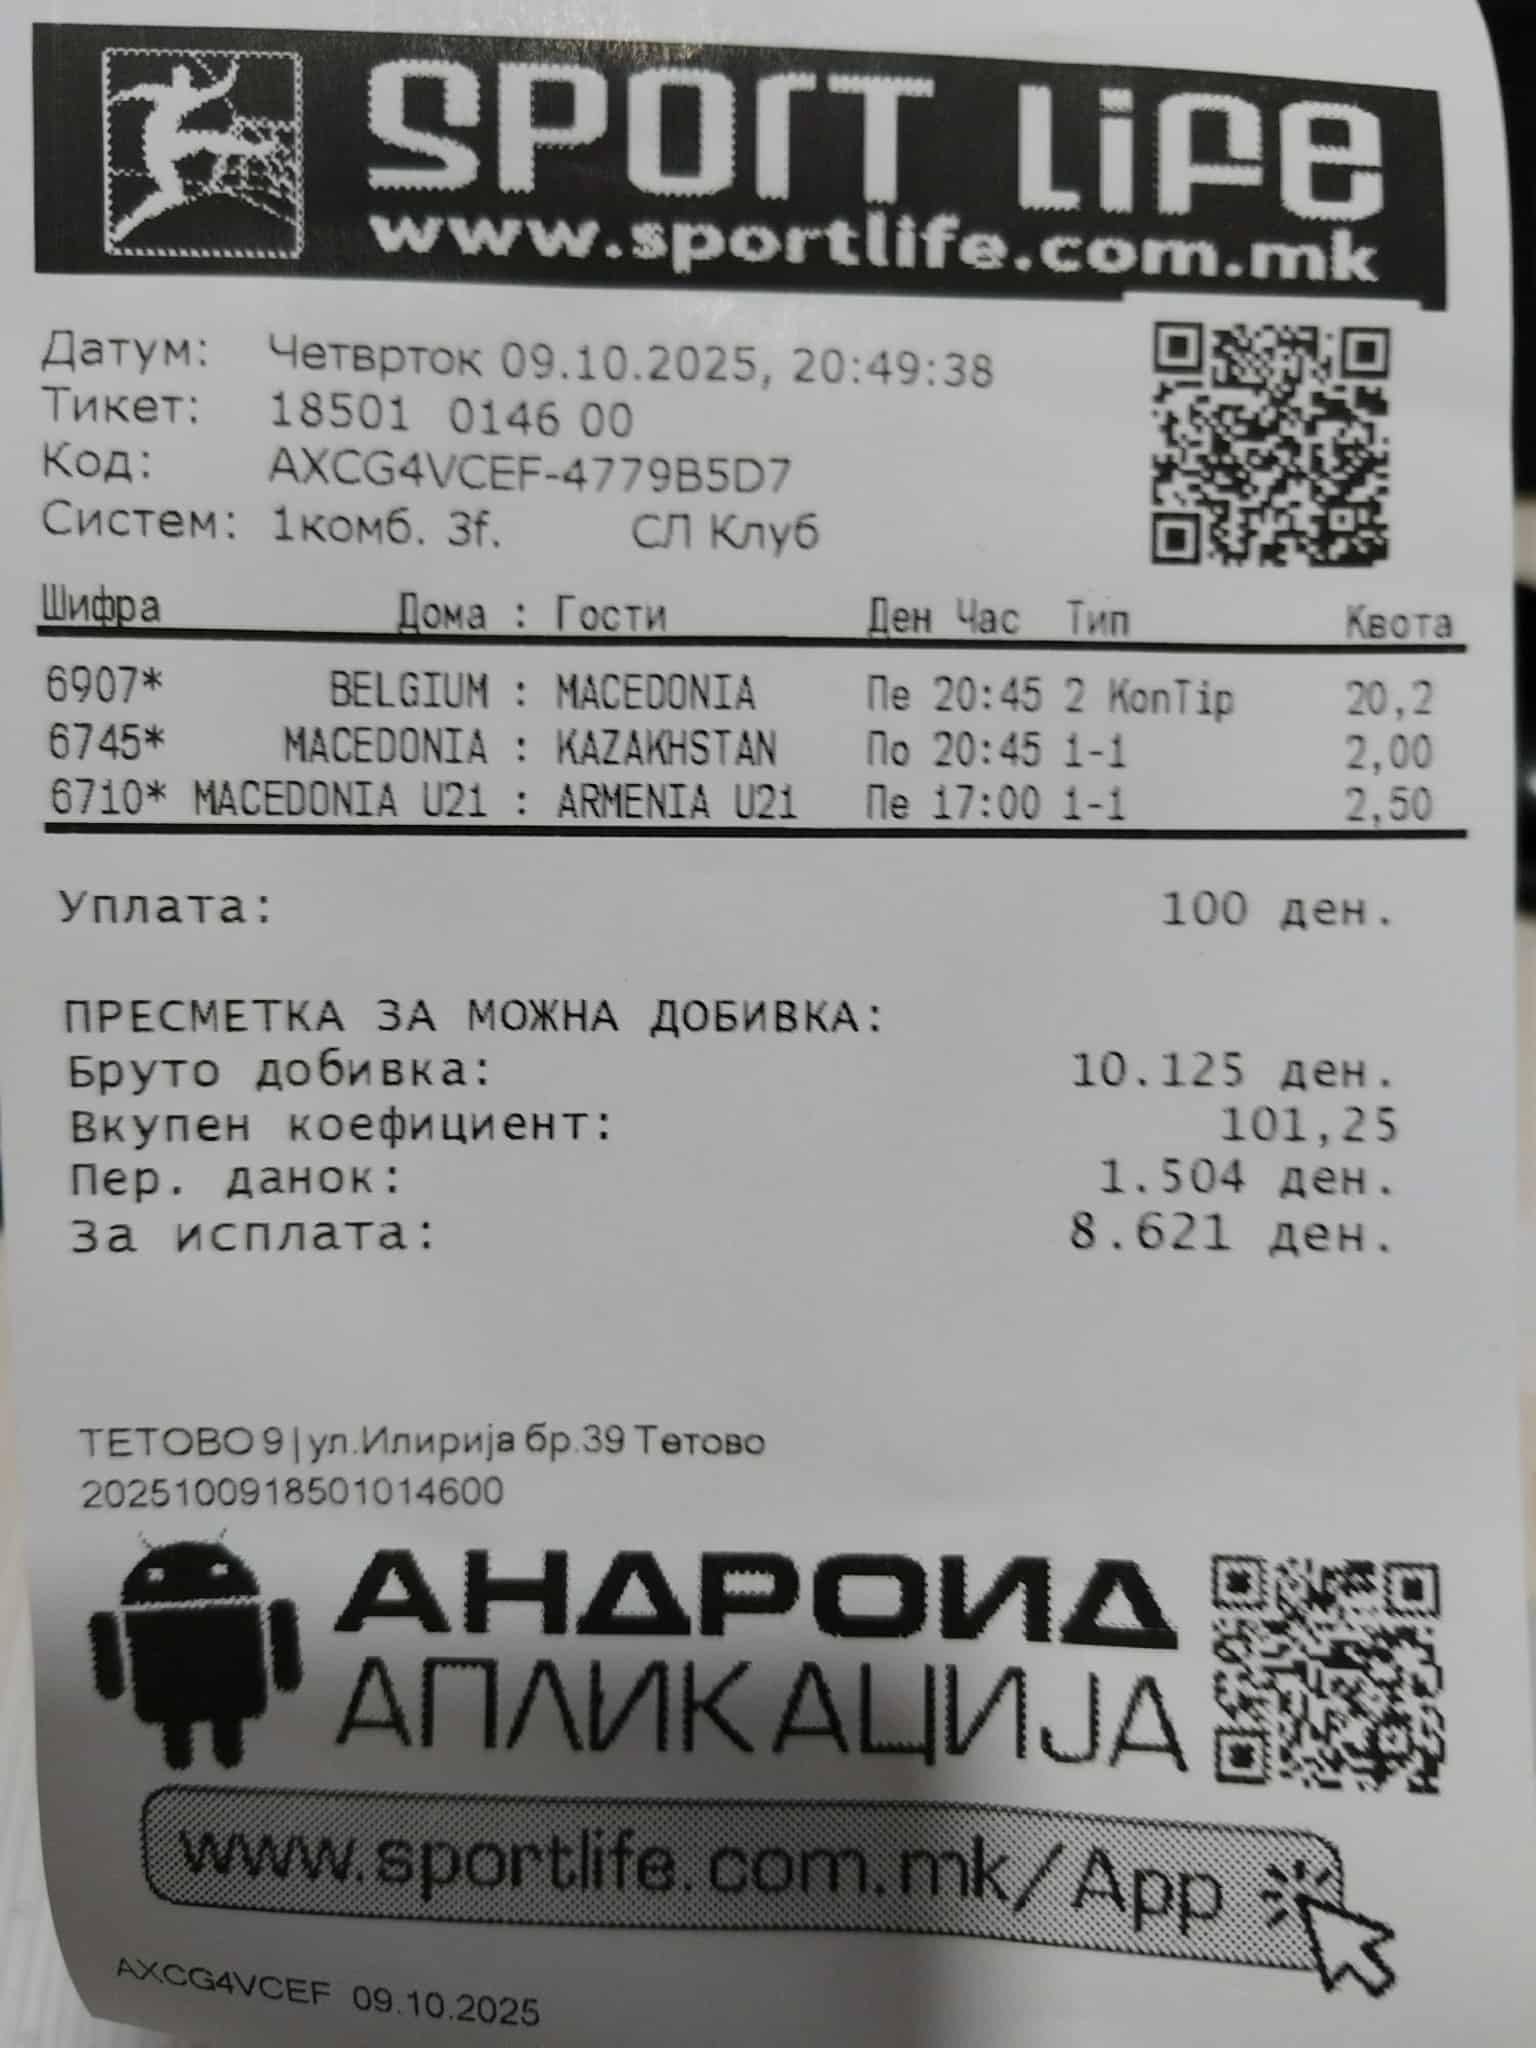 SPORT LIFE
www.sportlife.com.mk
Датум: Четврток 09.10.2025, 20:49:38
Тикет: 18501 0146 00
Код: AXCG4VCEF-4779B5D7
Систем: 1комб. 3f. СЛ Клуб
Шифра Дома : Гости Ден Час Тип Квота
6907* BELGIUM : MACEDONIA Пе 20:45 2 KonTip 20,2
6745* MACEDONIA : KAZAKHSTAN По 20:45 1-1 2,00
6710* MACEDONIA U21 : ARMENIA U21 Пе 17:00 1-1 2,50
Уплата: 100 ден.
ПРЕСМЕТКА ЗА МОЖНА ДОБИВКА:
Бруто добивка: 10.125 ден.
Вкупен коефициент: 101,25
Пер. данок: 1.504 ден.
За исплата: 8.621 ден.
ТЕТОВО 9|ул.Илирија бр.39 Тетово
2025100918501014600
АНДРОИД
АПЛИКАЦИЈА
www.sportlife.com.mk/App
AXCG4VCEF 09.10.2025